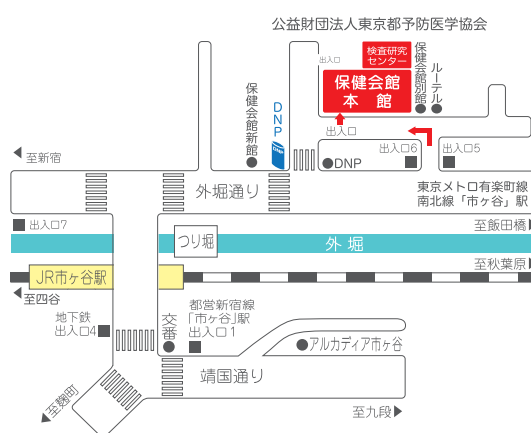 公益財団法人東京都予防医学協会
出入口
検査研究
センター
保健会館
本館
保健会館別館
ルーテル
保健会館新館
DNP
DNP
出入口
DNP
出入口6
出入口5
至新宿
外堀通り
東京メトロ有楽町線
南北線「市ヶ谷」駅
出入口7
至飯田橋
つり堀
外堀
至秋葉原
JR市ヶ谷駅
至四谷
地下鉄
出入口4
交番
都営新宿線
「市ヶ谷」駅
出入口1
アルカディア市ヶ谷
靖国通り
至麹町
至九段